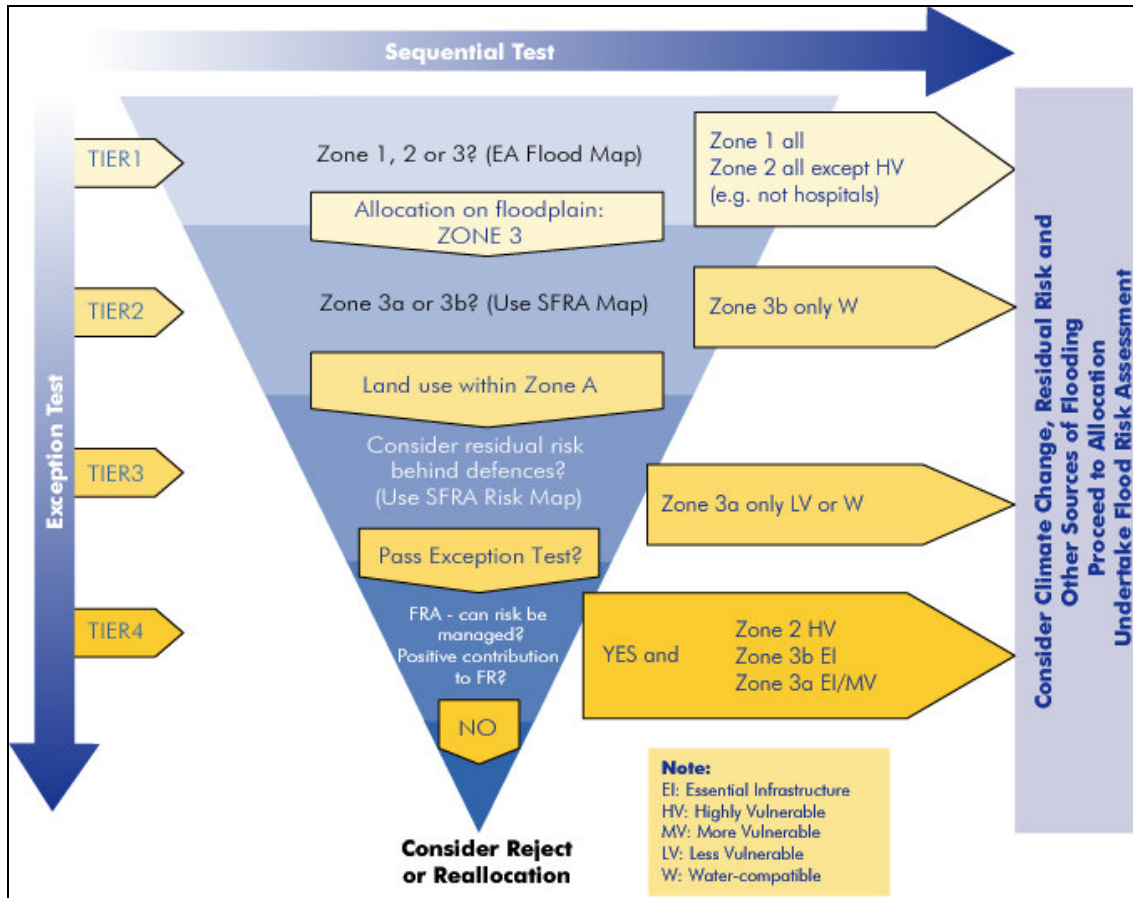 Sequential Test
Exception Test
TIER1
Zone 1, 2 or 3? (EA Flood Map)
Zone 1 all
Zone 2 all except HV
(e.g. not hospitals)
Allocation on floodplain:
ZONE 3
TIER2
Zone 3a or 3b? (Use SFRA Map)
Zone 3b only W
Land use within Zone A
TIER3
Consider residual risk
behind defences?
(Use SFRA Risk Map)
Zone 3a only LV or W
Pass Exception Test?
TIER4
FRA - can risk be
managed?
Positive contribution
to FR?
YES and
Zone 2 HV
Zone 3b EI
Zone 3a EI/MV
NO
Consider Reject
or Reallocation
Note:
EI: Essential Infrastructure
HV: Highly Vulnerable
MV: More Vulnerable
LV: Less Vulnerable
W: Water-compatible
Consider Climate Change, Residual Risk and
Other Sources of Flooding
Proceed to Allocation
Undertake Flood Risk Assessment